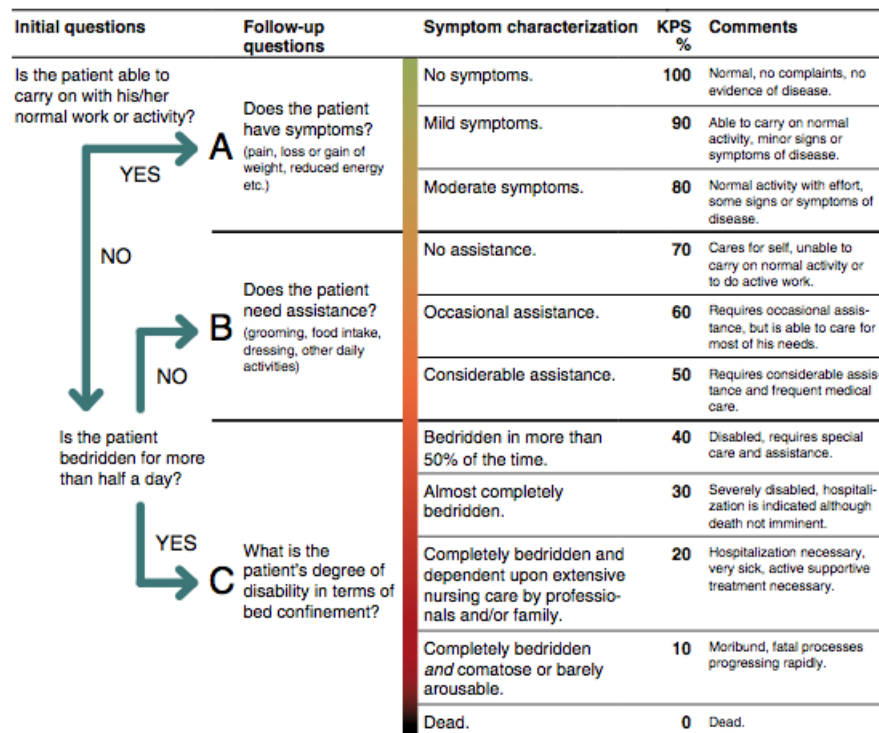 Initial questions
Follow-up
questions
Symptom characterization
KPS
%
Comments
Is the patient able to
carry on with his/her
normal work or activity?
YES
NO
A
Does the patient
have symptoms?
(pain, loss or gain of
weight, reduced energy
etc.)
No symptoms.
100
Normal, no complaints, no
evidence of disease.
Mild symptoms.
90
Able to carry on normal
activity, minor signs or
symptoms of disease.
Moderate symptoms.
80
Normal activity with effort,
some signs or symptoms of
disease.
NO
B
Does the patient
need assistance?
(grooming, food intake,
dressing, other daily
activities)
No assistance.
70
Cares for self, unable to
carry on normal activity or
to do active work.
Occasional assistance.
60
Requires occasional assis-
tance, but is able to care for
most of his needs.
Considerable assistance.
50
Requires considerable assis-
tance and frequent medical
care.
Is the patient
bedridden for more
than half a day?
YES
C
What is the
patient's degree of
disability in terms of
bed confinement?
Bedridden in more than
50% of the time.
40
Disabled, requires special
care and assistance.
Almost completely
bedridden.
30
Severely disabled, hospitali-
zation is indicated although
death not imminent.
Completely bedridden and
dependent upon extensive
nursing care by professio-
nals and/or family.
20
Hospitalization necessary,
very sick, active supportive
treatment necessary.
Completely bedridden
and comatose or barely
arousable.
10
Moribund, fatal processes
progressing rapidly.
Dead.
0
Dead.